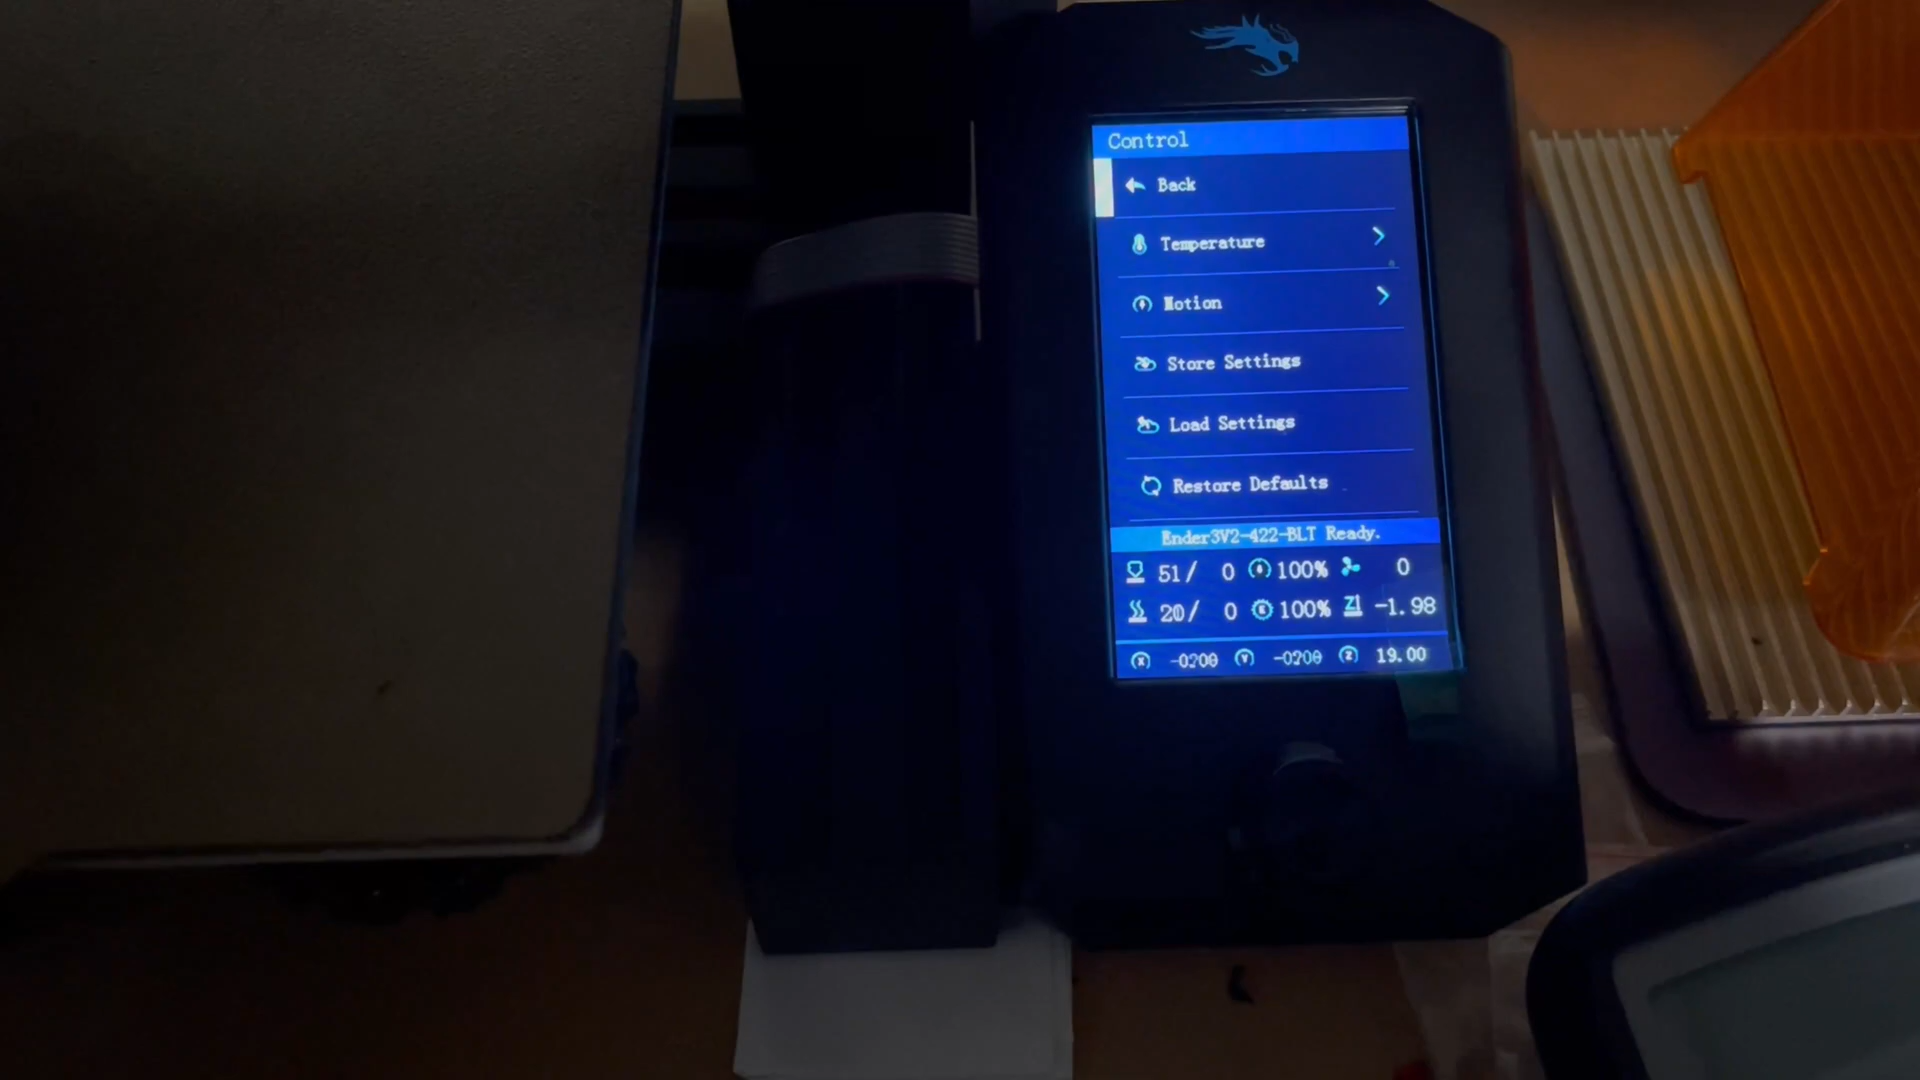 Control
Back
Temperature
Motion
Store Settings
Load Settings
Restore Defaults
Ender3V2-422-BLT Ready.
51/ 0 100% 0
20/ 0 E 100% Z -1.98
X -0200 Y -0200 Z 19.00